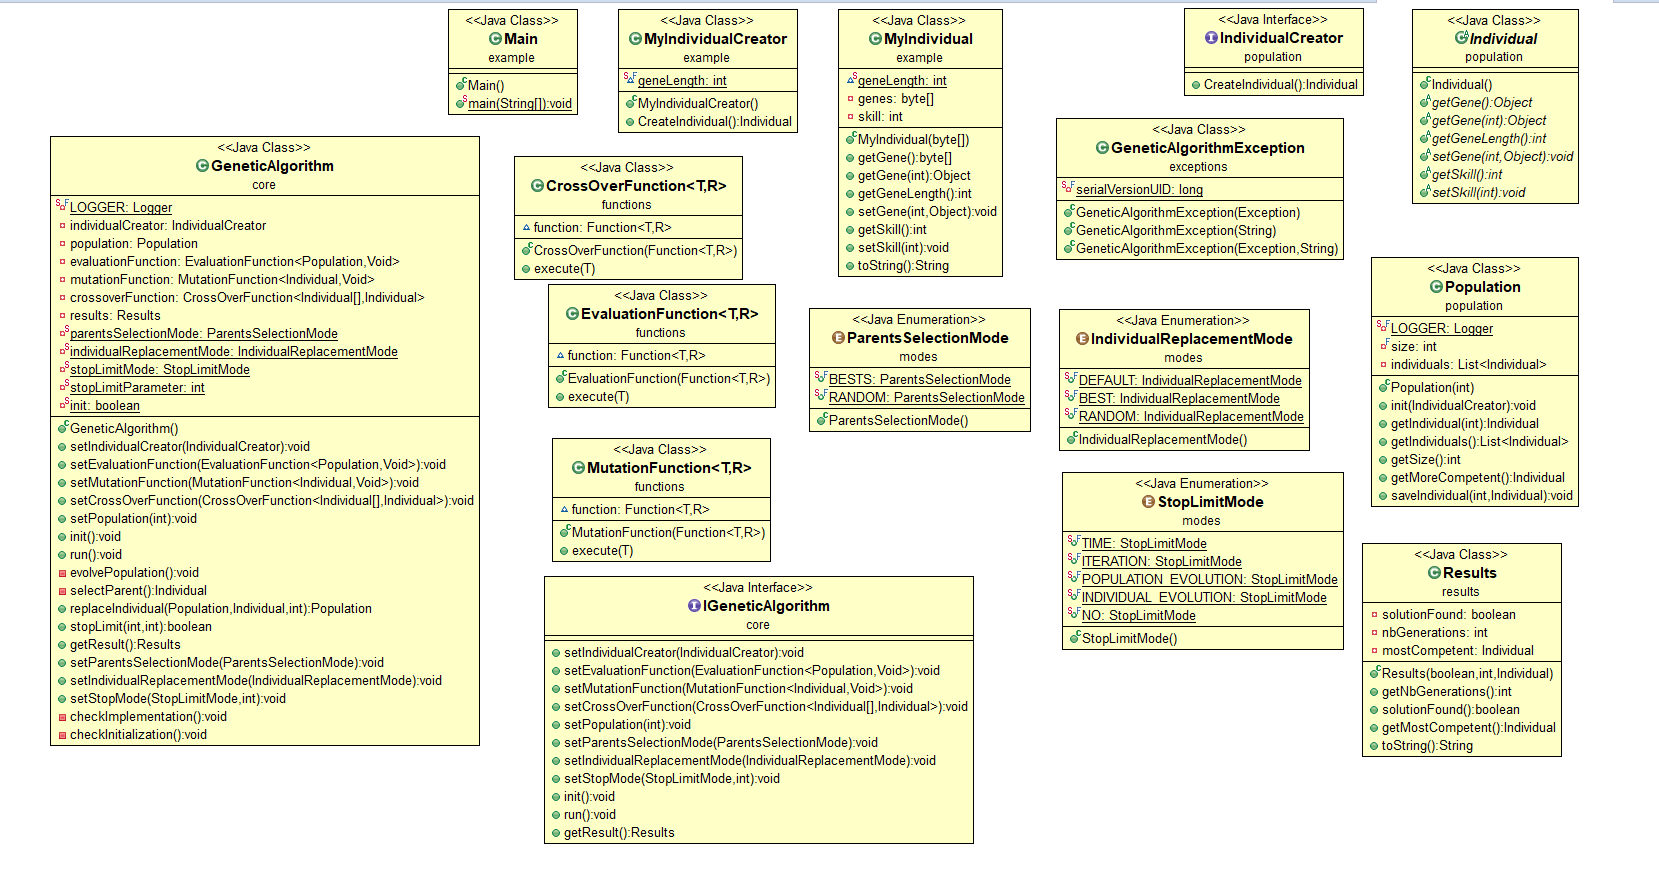 <<Java Class>>
Main
example
Main()
main(String[]):void
<<Java Class>>
MyIndividualCreator
example
geneLength: int
MyIndividualCreator()
CreateIndividual():Individual
<<Java Class>>
MyIndividual
example
geneLength: int
genes: byte[]
skill: int
MyIndividual(byte[])
getGene():byte[]
getGene(int):Object
getGeneLength():int
setGene(int,Object):void
getSkill():int
setSkill(int):void
toString():String
<<Java Interface>>
IndividualCreator
population
CreateIndividual():Individual
<<Java Class>>
Individual
population
Individual()
getGene():Object
getGene(int):Object
getGeneLength():int
setGene(int,Object):void
getSkill():int
setSkill(int):void
<<Java Class>>
GeneticAlgorithm
core
LOGGER: Logger
individualCreator: IndividualCreator
population: Population
evaluationFunction: EvaluationFunction<Population,Void>
mutationFunction: MutationFunction<Individual,Void>
crossoverFunction: CrossOverFunction<Individual[],Individual>
results: Results
parentsSelectionMode: ParentsSelectionMode
individualReplacementMode: IndividualReplacementMode
stopLimitMode: StopLimitMode
stopLimitParameter: int
init: boolean
GeneticAlgorithm()
setIndividualCreator(IndividualCreator):void
setEvaluationFunction(EvaluationFunction<Population,Void>):void
setMutationFunction(MutationFunction<Individual,Void>):void
setCrossOverFunction(CrossOverFunction<Individual[],Individual>):void
setPopulation(int):void
init():void
run():void
evolvePopulation():void
selectParent():Individual
replaceIndividual(Population,Individual,int):Population
stopLimit(int,int):boolean
getResult():Results
setParentsSelectionMode(ParentsSelectionMode):void
setIndividualReplacementMode(IndividualReplacementMode):void
setStopMode(StopLimitMode,int):void
checkImplementation():void
checkInitialization():void
<<Java Class>>
CrossOverFunction<T,R>
functions
function: Function<T,R>
CrossOverFunction(Function<T,R>)
execute(T)
<<Java Class>>
EvaluationFunction<T,R>
functions
function: Function<T,R>
EvaluationFunction(Function<T,R>)
execute(T)
<<Java Class>>
MutationFunction<T,R>
functions
function: Function<T,R>
MutationFunction(Function<T,R>)
execute(T)
<<Java Interface>>
IGeneticAlgorithm
core
setIndividualCreator(IndividualCreator):void
setEvaluationFunction(EvaluationFunction<Population,Void>):void
setMutationFunction(MutationFunction<Individual,Void>):void
setCrossOverFunction(CrossOverFunction<Individual[],Individual>):void
setPopulation(int):void
setParentsSelectionMode(ParentsSelectionMode):void
setIndividualReplacementMode(IndividualReplacementMode):void
setStopMode(StopLimitMode,int):void
init():void
run():void
getResult():Results
<<Java Enumeration>>
ParentsSelectionMode
modes
BESTS: ParentsSelectionMode
RANDOM: ParentsSelectionMode
ParentsSelectionMode()
<<Java Class>>
GeneticAlgorithmException
exceptions
serialVersionUID: long
GeneticAlgorithmException(Exception)
GeneticAlgorithmException(String)
GeneticAlgorithmException(Exception,String)
<<Java Enumeration>>
IndividualReplacementMode
modes
DEFAULT: IndividualReplacementMode
BEST: IndividualReplacementMode
RANDOM: IndividualReplacementMode
IndividualReplacementMode()
<<Java Enumeration>>
StopLimitMode
modes
TIME: StopLimitMode
ITERATION: StopLimitMode
POPULATION_EVOLUTION: StopLimitMode
INDIVIDUAL_EVOLUTION: StopLimitMode
NO: StopLimitMode
StopLimitMode()
<<Java Class>>
Population
population
LOGGER: Logger
size: int
individuals: List<Individual>
Population(int)
init(IndividualCreator):void
getIndividual(int):Individual
getIndividuals():List<Individual>
getSize():int
getMoreCompetent():Individual
saveIndividual(int,Individual):void
<<Java Class>>
Results
results
solutionFound: boolean
nbGenerations: int
mostCompetent: Individual
Results(boolean,int,Individual)
getNbGenerations():int
solutionFound():boolean
getMostCompetent():Individual
toString():String